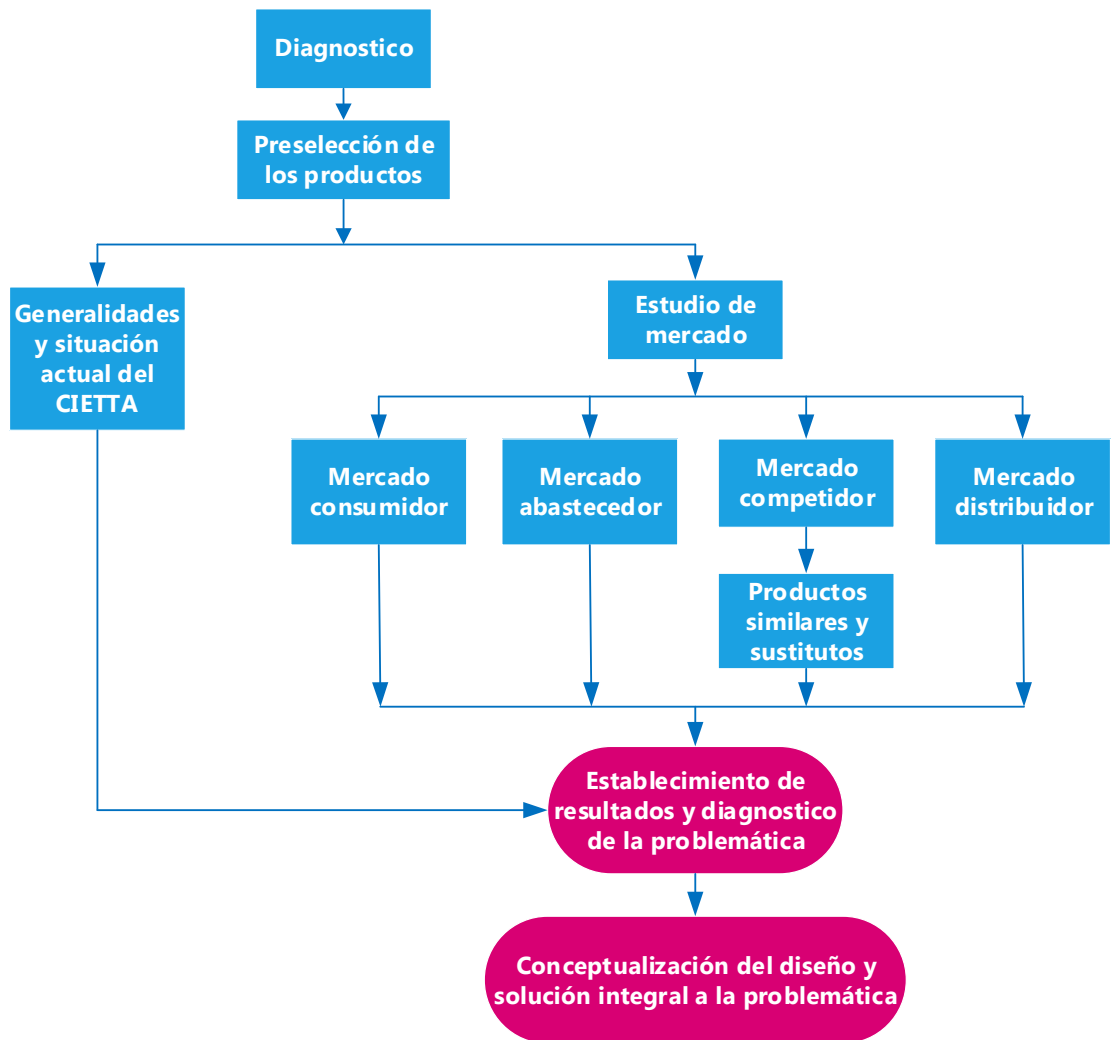 Diagnostico
Preselección de
los productos
Generalidades
y situación
actual del
CIETTA
Estudio de
mercado
Mercado
consumidor
Mercado
abastecedor
Mercado
competidor
Mercado
distribuidor
Productos
similares y
sustitutos
Establecimiento de
resultados y diagnostico
de la problemática
Conceptualización del diseño y
solución integral a la problemática